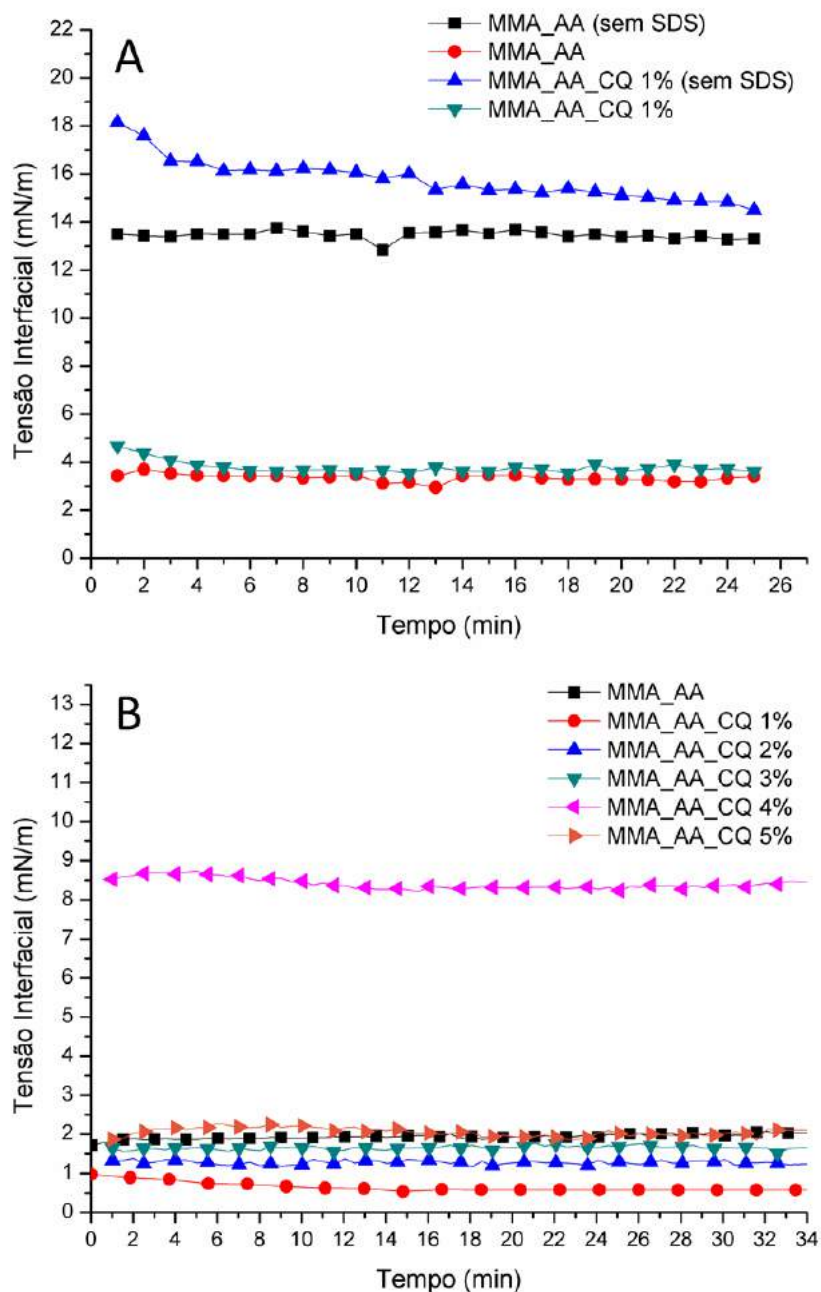 A
MMA_AA (sem SDS)
MMA_AA
MMA_AA_CQ 1% (sem SDS)
MMA_AA_CQ 1%
Tensão Interfacial (mN/m)
22
20
18
16
14
12
10
8
6
4
2
0
0 2 4 6 8 10 12 14 16 18 20 22 24 26
Tempo (min)
B
MMA_AA
MMA_AA_CQ 1%
MMA_AA_CQ 2%
MMA_AA_CQ 3%
MMA_AA_CQ 4%
MMA_AA_CQ 5%
Tensão Interfacial (mN/m)
13
12
11
10
9
8
7
6
5
4
3
2
1
0
0 2 4 6 8 10 12 14 16 18 20 22 24 26 28 30 32 34
Tempo (min)